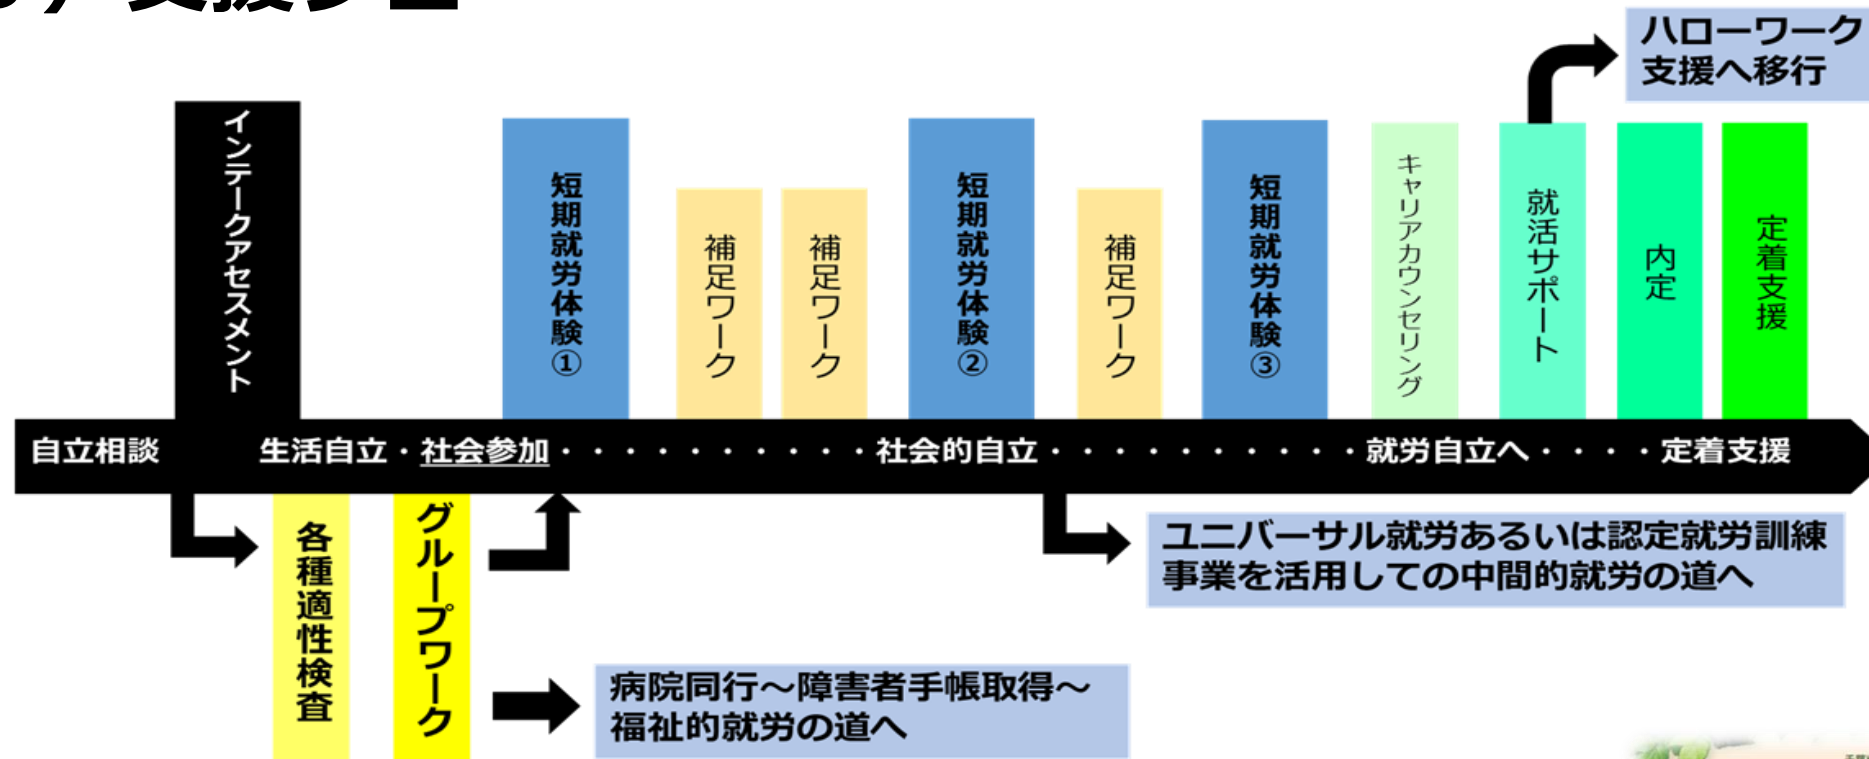 支援フロ
ハローワーク
支援へ移行
インテークアセスメント
短期就労体験①
補足ワーク
補足ワーク
短期就労体験②
補足ワーク
短期就労体験③
キャリアカウンセリング
就活サポート
内定
定着支援
自立相談 生活自立・社会参加・・・・・・・・・・社会的自立・・・・・・・・・・就労自立へ・・・・定着支援
各種適性検査
グループワーク
ユニバーサル就労あるいは認定就労訓練
事業を活用しての中間的就労の道へ
病院同行～障害者手帳取得～
福祉的就労の道へ